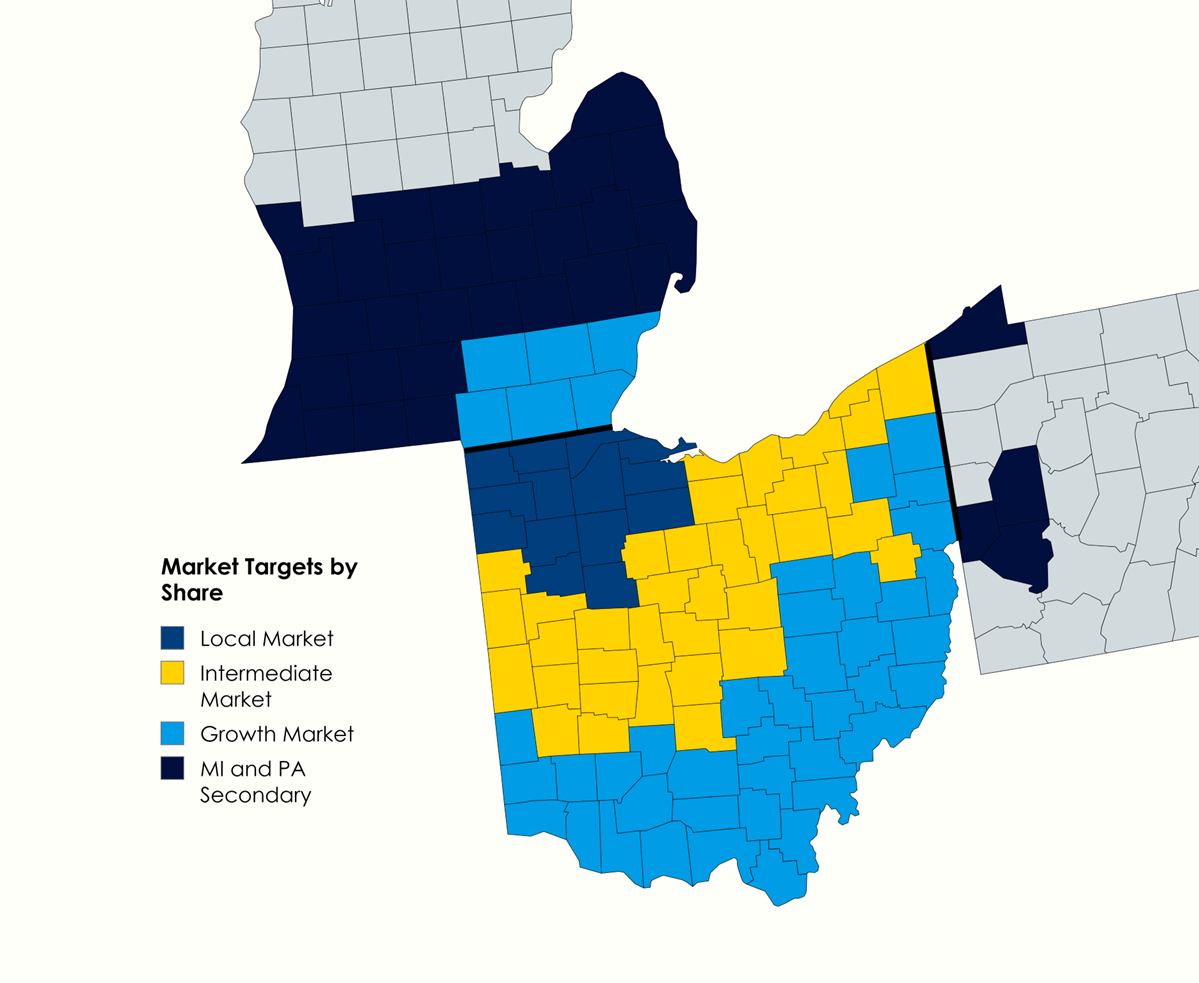 Market Targets by
Share
Local Market
Intermediate
Market
Growth Market
MI and PA
Secondary